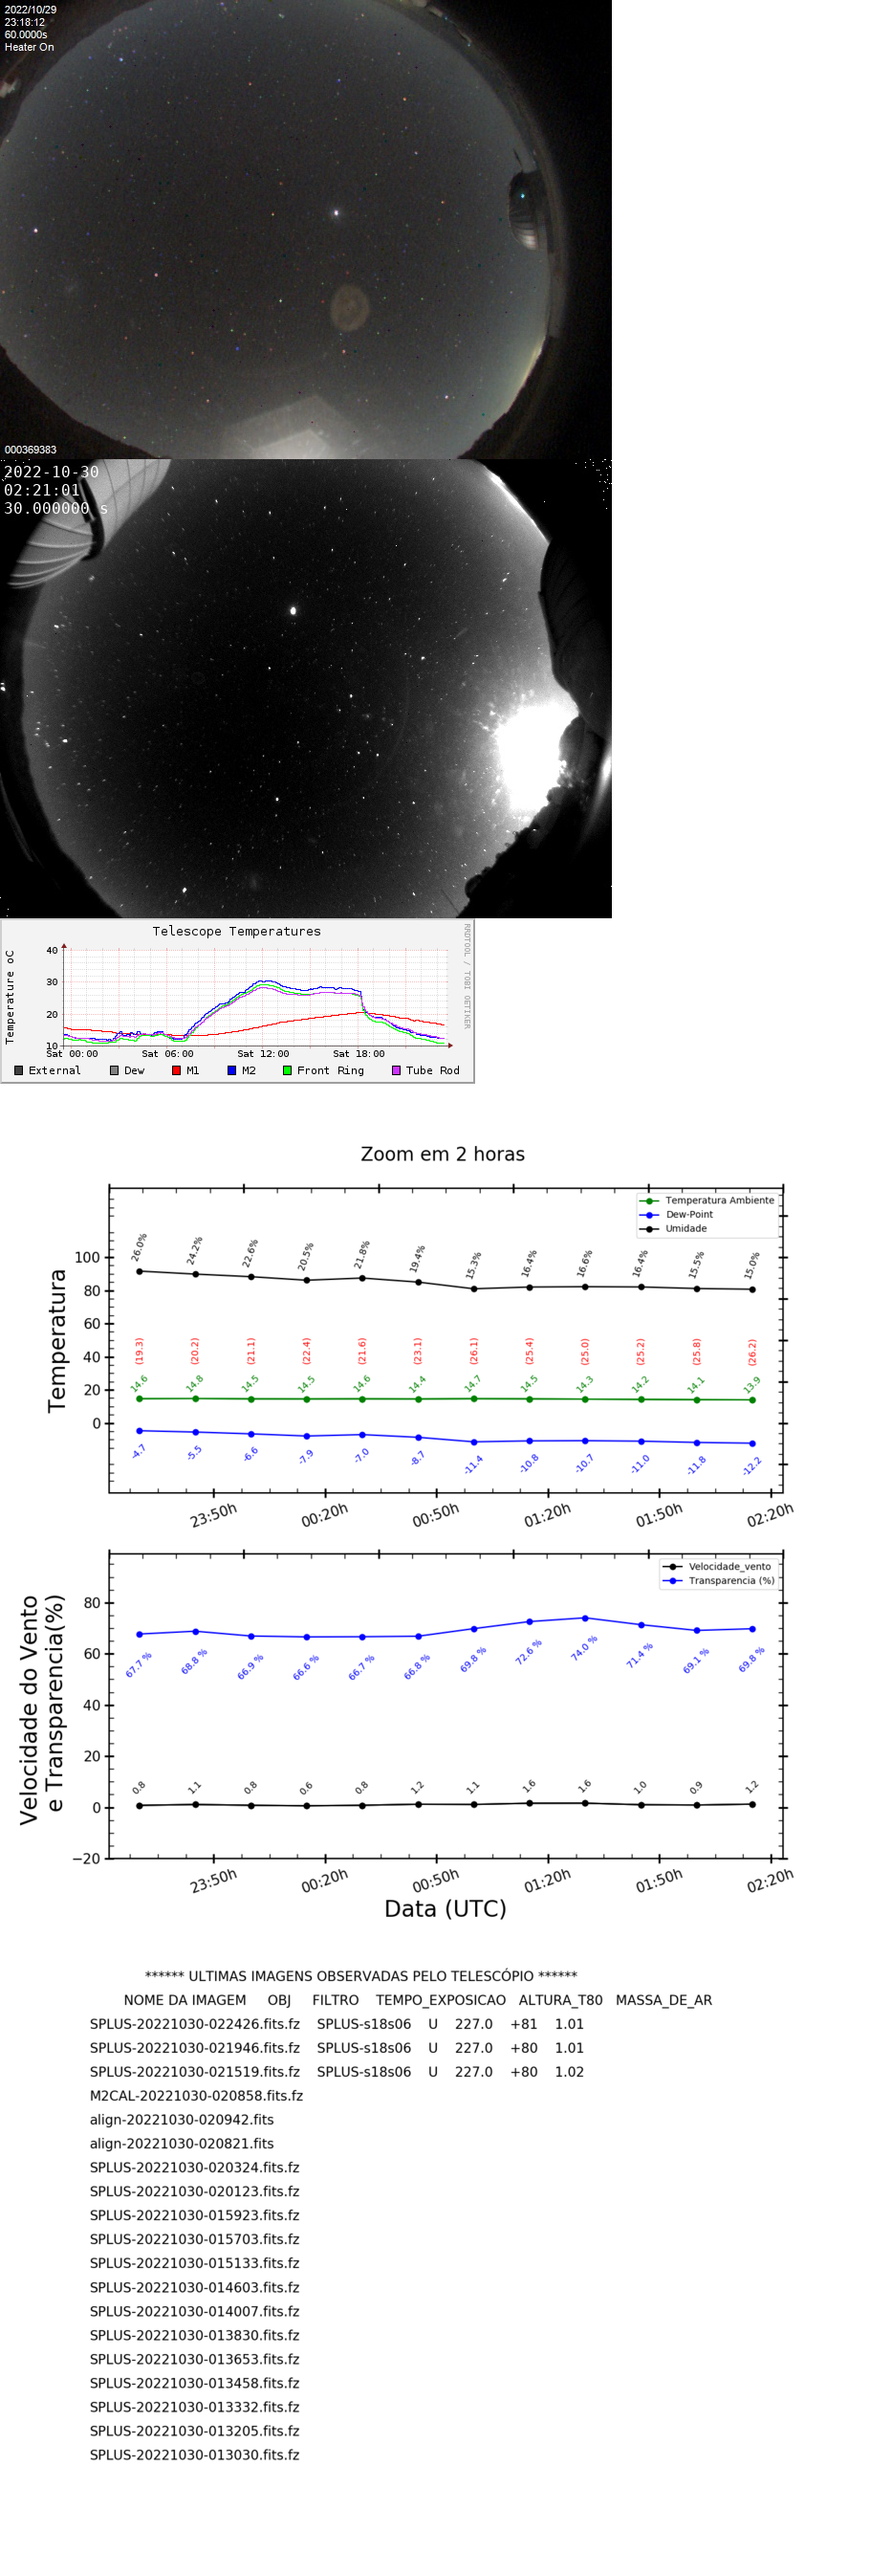 2022/10/29
23:18:12
60.0000s
Heater On
000369383
2022-10-30
02:21:01
30.000000 s
Telescope Temperatures
RRDTOOL / TOBI OETIKER
Temperature oC
40
30
20
10
Sat 00:00 Sat 06:00 Sat 12:00 Sat 18:00
External Dew M1 M2 Front Ring Tube Rod
Zoom em 2 horas
Temperatura Ambiente
Dew-Point
Umidade
Temperatura
100
80
60
40
20
0
26.0% 24.2% 22.6% 20.5% 21.8% 19.4% 15.3% 16.4% 16.6% 16.4% 15.5% 15.0%
(19.3) (20.2) (21.1) (22.4) (21.6) (23.1) (26.1) (25.4) (25.0) (25.2) (25.8) (26.2)
14.6 14.8 14.5 14.5 14.6 14.4 14.7 14.5 14.3 14.2 14.1 13.9
-4.7 -5.5 -6.6 -7.9 -7.0 -8.7 -11.4 -10.8 -10.7 -11.0 -11.8 -12.2
23:50h 00:20h 00:50h 01:20h 01:50h 02:20h
Velocidade_vento
Transparencia (%)
Velocidade do Vento
e Transparencia(%)
80
60
40
20
0
−20
67.7 % 68.8 % 66.9 % 66.6 % 66.7 % 66.8 % 69.8 % 72.6 % 74.0 % 71.4 % 69.1 % 69.8 %
0.8 1.1 0.8 0.6 0.8 1.2 1.1 1.6 1.6 1.0 0.9 1.2
23:50h 00:20h 00:50h 01:20h 01:50h 02:20h
Data (UTC)
****** ULTIMAS IMAGENS OBSERVADAS PELO TELESCÓPIO ******
NOME DA IMAGEM OBJ FILTRO TEMPO_EXPOSICAO ALTURA_T80 MASSA_DE_AR
SPLUS-20221030-022426.fits.fz SPLUS-s18s06 U 227.0 +81 1.01
SPLUS-20221030-021946.fits.fz SPLUS-s18s06 U 227.0 +80 1.01
SPLUS-20221030-021519.fits.fz SPLUS-s18s06 U 227.0 +80 1.02
M2CAL-20221030-020858.fits.fz
align-20221030-020942.fits
align-20221030-020821.fits
SPLUS-20221030-020324.fits.fz
SPLUS-20221030-020123.fits.fz
SPLUS-20221030-015923.fits.fz
SPLUS-20221030-015703.fits.fz
SPLUS-20221030-015133.fits.fz
SPLUS-20221030-014603.fits.fz
SPLUS-20221030-014007.fits.fz
SPLUS-20221030-013830.fits.fz
SPLUS-20221030-013653.fits.fz
SPLUS-20221030-013458.fits.fz
SPLUS-20221030-013332.fits.fz
SPLUS-20221030-013205.fits.fz
SPLUS-20221030-013030.fits.fz